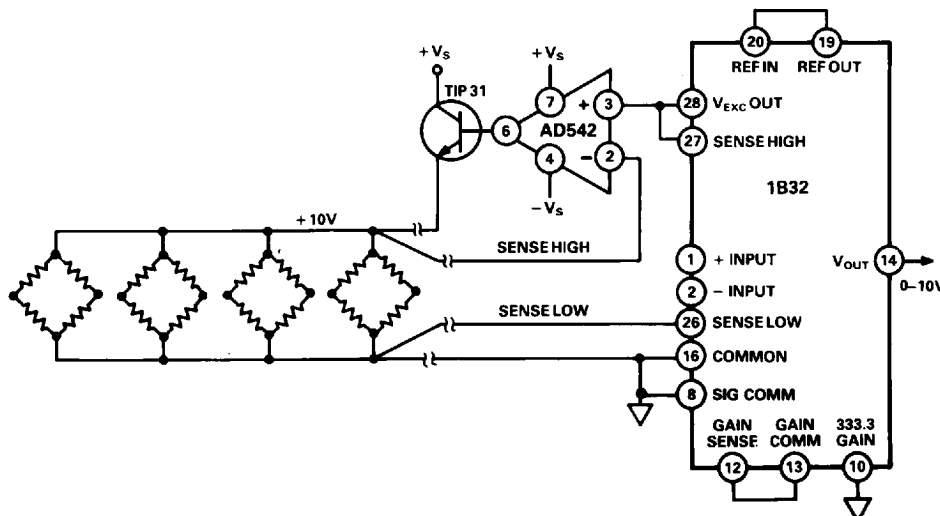 20
19
REF IN
REF OUT
+ VS
+ VS
TIP 31
7
+
3
28
VEXC OUT
6
AD542
27
SENSE HIGH
4
−
2
1B32
− VS
+ 10V
SENSE HIGH
1
+ INPUT
VOUT
14
2
− INPUT
0–10V
SENSE LOW
26
SENSE LOW
16
COMMON
8
SIG COMM
GAIN SENSE
GAIN COMM
333.3 GAIN
12
13
10